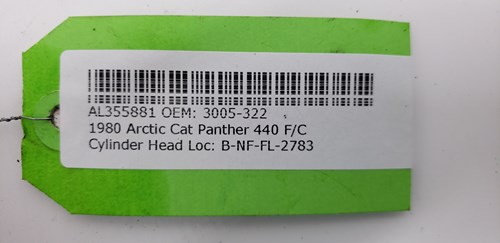 AL355881 OEM: 3005-322
1980 Arctic Cat Panther 440 F/C
Cylinder Head Loc: B-NF-FL-2783